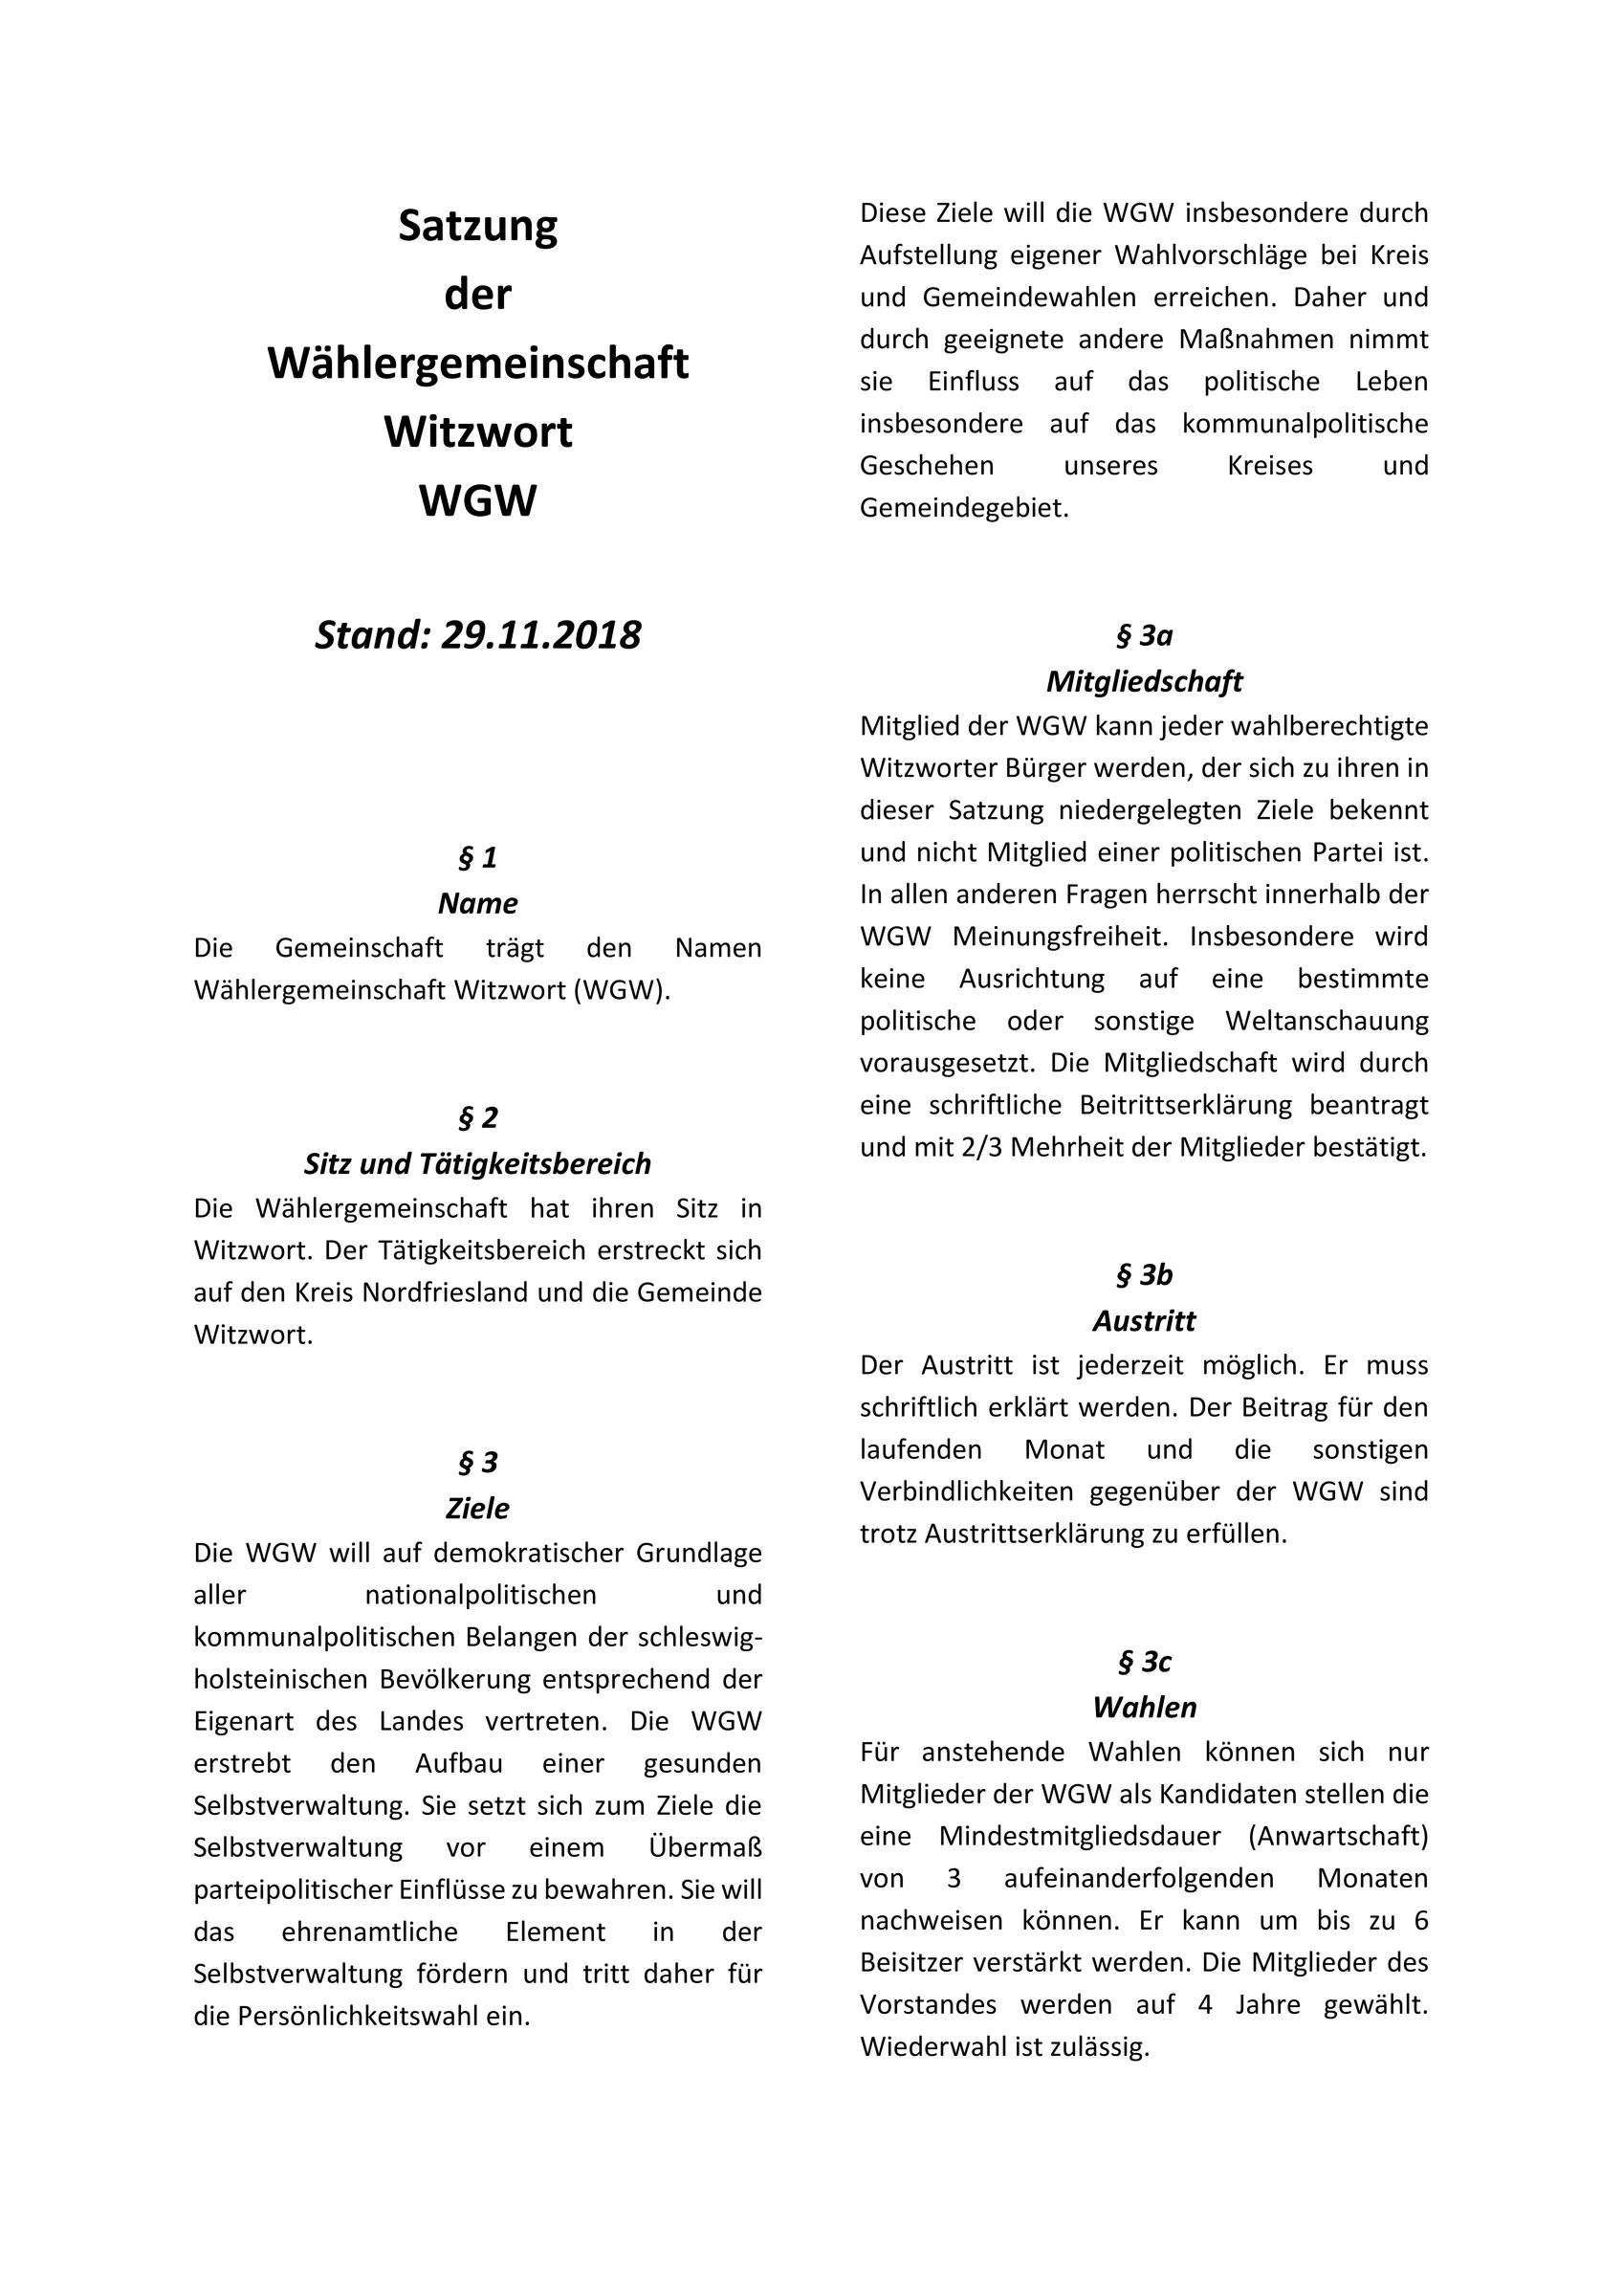 Satzung
der
Wählergemeinschaft
Witzwort
WGW
Stand: 29.11.2018
§ 1
Name
Die Gemeinschaft trägt den Namen
Wählergemeinschaft Witzwort (WGW).
§ 2
Sitz und Tätigkeitsbereich
Die Wählergemeinschaft hat ihren Sitz in
Witzwort. Der Tätigkeitsbereich erstreckt sich
auf den Kreis Nordfriesland und die Gemeinde
Witzwort.
§ 3
Ziele
Die WGW will auf demokratischer Grundlage
aller nationalpolitischen und
kommunalpolitischen Belangen der schleswig-
holsteinischen Bevölkerung entsprechend der
Eigenart des Landes vertreten. Die WGW
erstrebt den Aufbau einer gesunden
Selbstverwaltung. Sie setzt sich zum Ziele die
Selbstverwaltung vor einem Übermaß
parteipolitischer Einflüsse zu bewahren. Sie will
das ehrenamtliche Element in der
Selbstverwaltung fördern und tritt daher für
die Persönlichkeitswahl ein.
Diese Ziele will die WGW insbesondere durch
Aufstellung eigener Wahlvorschläge bei Kreis
und Gemeindewahlen erreichen. Daher und
durch geeignete andere Maßnahmen nimmt
sie Einfluss auf das politische Leben
insbesondere auf das kommunalpolitische
Geschehen unseres Kreises und
Gemeindegebiet.
§ 3a
Mitgliedschaft
Mitglied der WGW kann jeder wahlberechtigte
Witzworter Bürger werden, der sich zu ihren in
dieser Satzung niedergelegten Ziele bekennt
und nicht Mitglied einer politischen Partei ist.
In allen anderen Fragen herrscht innerhalb der
WGW Meinungsfreiheit. Insbesondere wird
keine Ausrichtung auf eine bestimmte
politische oder sonstige Weltanschauung
vorausgesetzt. Die Mitgliedschaft wird durch
eine schriftliche Beitrittserklärung beantragt
und mit 2/3 Mehrheit der Mitglieder bestätigt.
§ 3b
Austritt
Der Austritt ist jederzeit möglich. Er muss
schriftlich erklärt werden. Der Beitrag für den
laufenden Monat und die sonstigen
Verbindlichkeiten gegenüber der WGW sind
trotz Austrittserklärung zu erfüllen.
§ 3c
Wahlen
Für anstehende Wahlen können sich nur
Mitglieder der WGW als Kandidaten stellen die
eine Mindestmitgliedsdauer (Anwartschaft)
von 3 aufeinanderfolgenden Monaten
nachweisen können. Er kann um bis zu 6
Beisitzer verstärkt werden. Die Mitglieder des
Vorstandes werden auf 4 Jahre gewählt.
Wiederwahl ist zulässig.